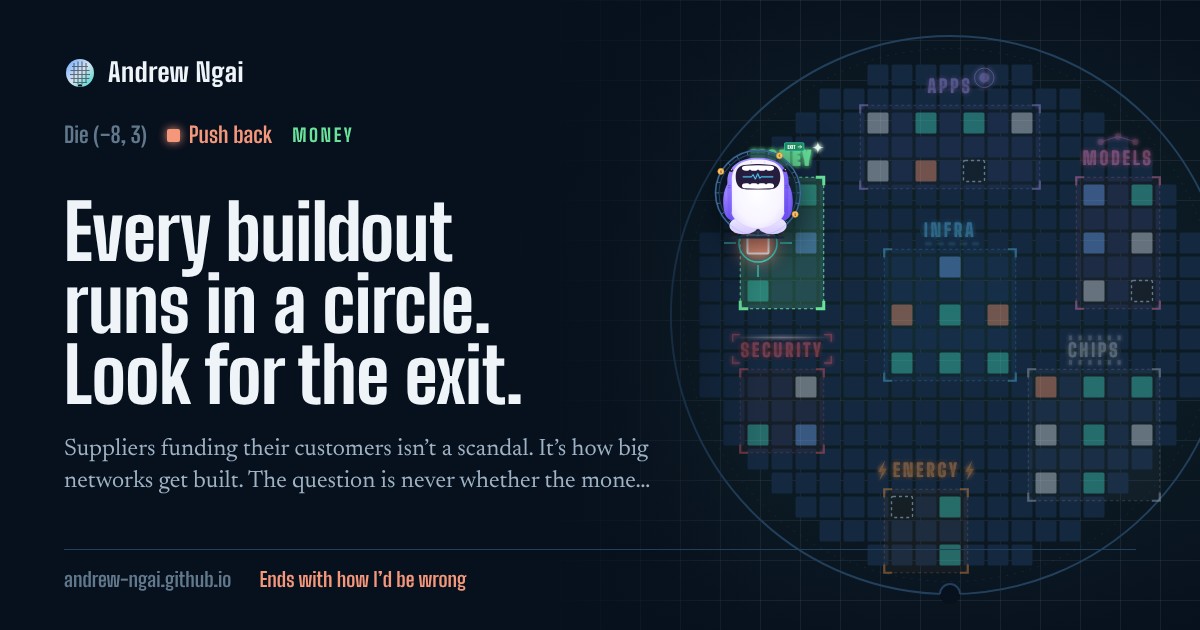 Andrew Ngai
Die (−8, 3) Push back MONEY
Every buildout
runs in a circle.
Look for the exit.
Suppliers funding their customers isn’t a scandal. It’s how big
networks get built. The question is never whether the mone...
andrew-ngai.github.io Ends with how I’d be wrong
APPS
EXIT
MODELS
INFRA
SECURITY
CHIPS
ENERGY